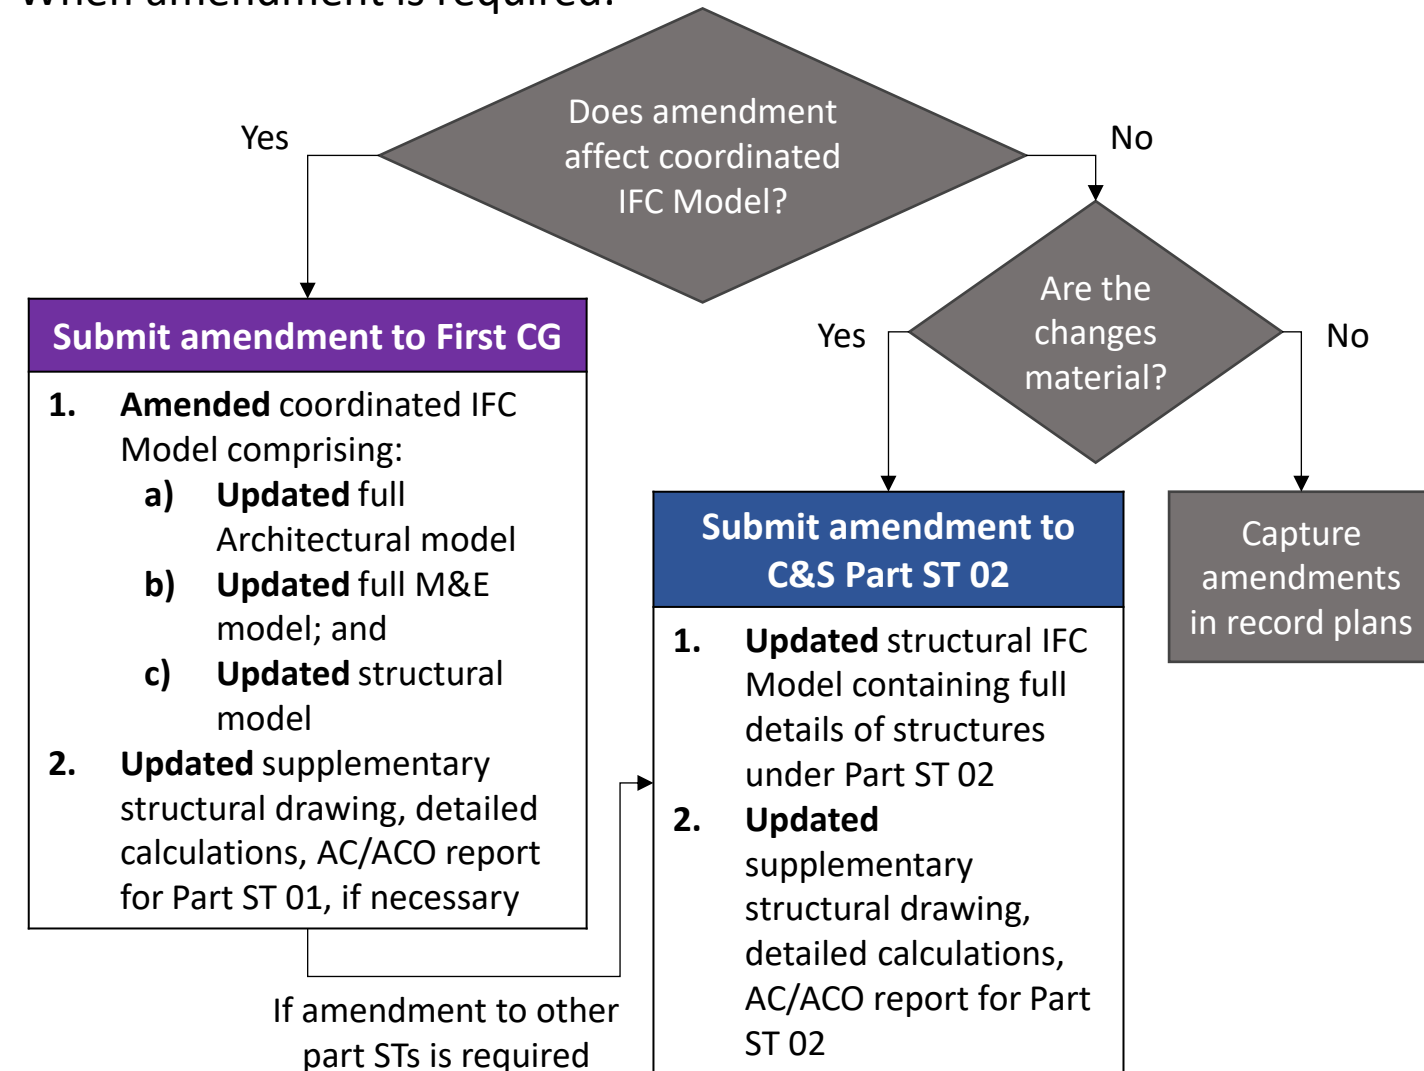 When amendment is required?
Does amendment
affect coordinated
IFC Model?
Yes
No
Are the
changes
material?
Yes
No
Submit amendment to First CG
1. Amended coordinated IFC
Model comprising:
a) Updated full
Architectural model
b) Updated full M&E
model; and
c) Updated structural
model
2. Updated supplementary
structural drawing, detailed
calculations, AC/ACO report
for Part ST 01, if necessary
If amendment to other
part STs is required
Submit amendment to
C&S Part ST 02
1. Updated structural IFC
Model containing full
details of structures
under Part ST 02
2. Updated
supplementary
structural drawing,
detailed calculations,
AC/ACO report for Part
ST 02
Capture
amendments
in record plans